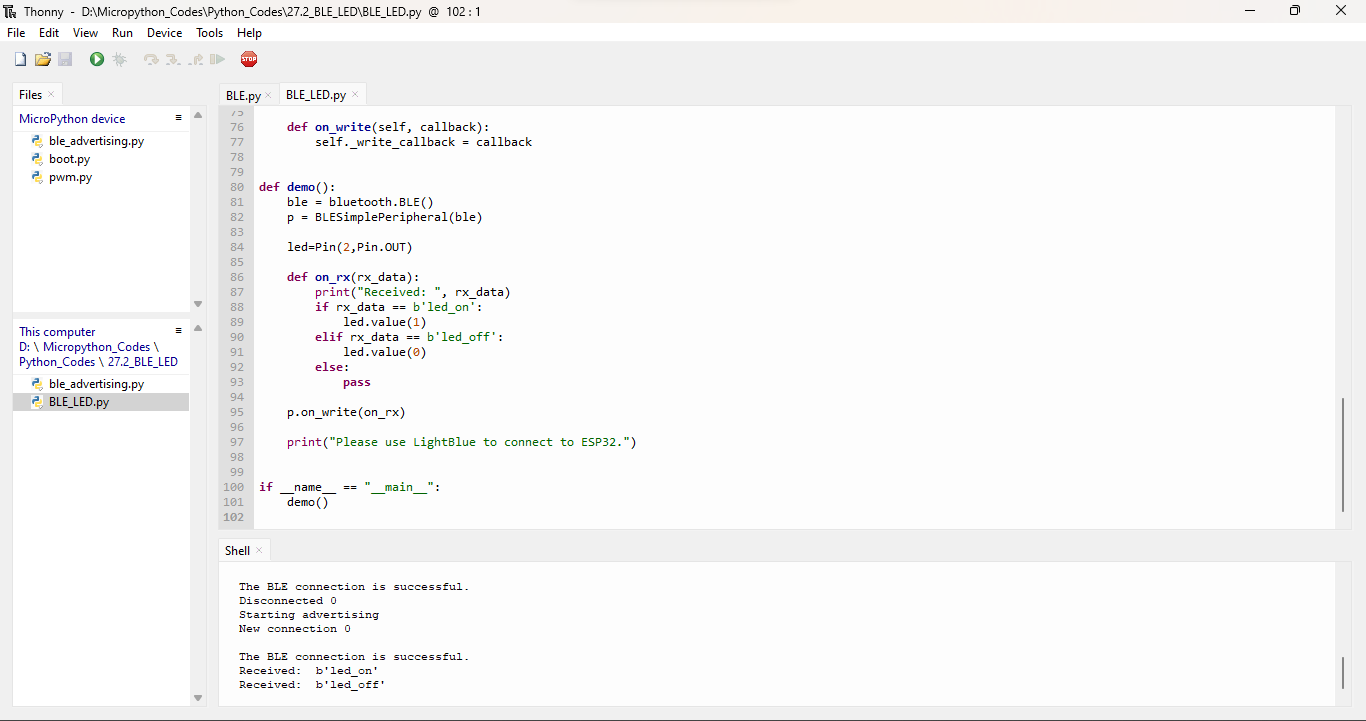 Thonny - D:\Micropython_Codes\Python_Codes\27.2_BLE_LED\BLE_LED.py @ 102 : 1
File Edit View Run Device Tools Help
STOP
Files
MicroPython device
ble_advertising.py
boot.py
pwm.py
This computer
D: \ Micropython_Codes \
Python_Codes \ 27.2_BLE_LED
ble_advertising.py
BLE_LED.py
BLE.py BLE_LED.py
75
76 def on_write(self, callback):
77 self._write_callback = callback
78
79
80 def demo():
81 ble = bluetooth.BLE()
82 p = BLESimplePeripheral(ble)
83
84 led=Pin(2,Pin.OUT)
85
86 def on_rx(rx_data):
87 print("Received: ", rx_data)
88 if rx_data == b'led_on':
89 led.value(1)
90 elif rx_data == b'led_off':
91 led.value(0)
92 else:
93 pass
94
95 p.on_write(on_rx)
96
97 print("Please use LightBlue to connect to ESP32.")
98
99
100 if __name__ == "__main__":
101 demo()
102
Shell
The BLE connection is successful.
Disconnected 0
Starting advertising
New connection 0
The BLE connection is successful.
Received: b'led_on'
Received: b'led_off'